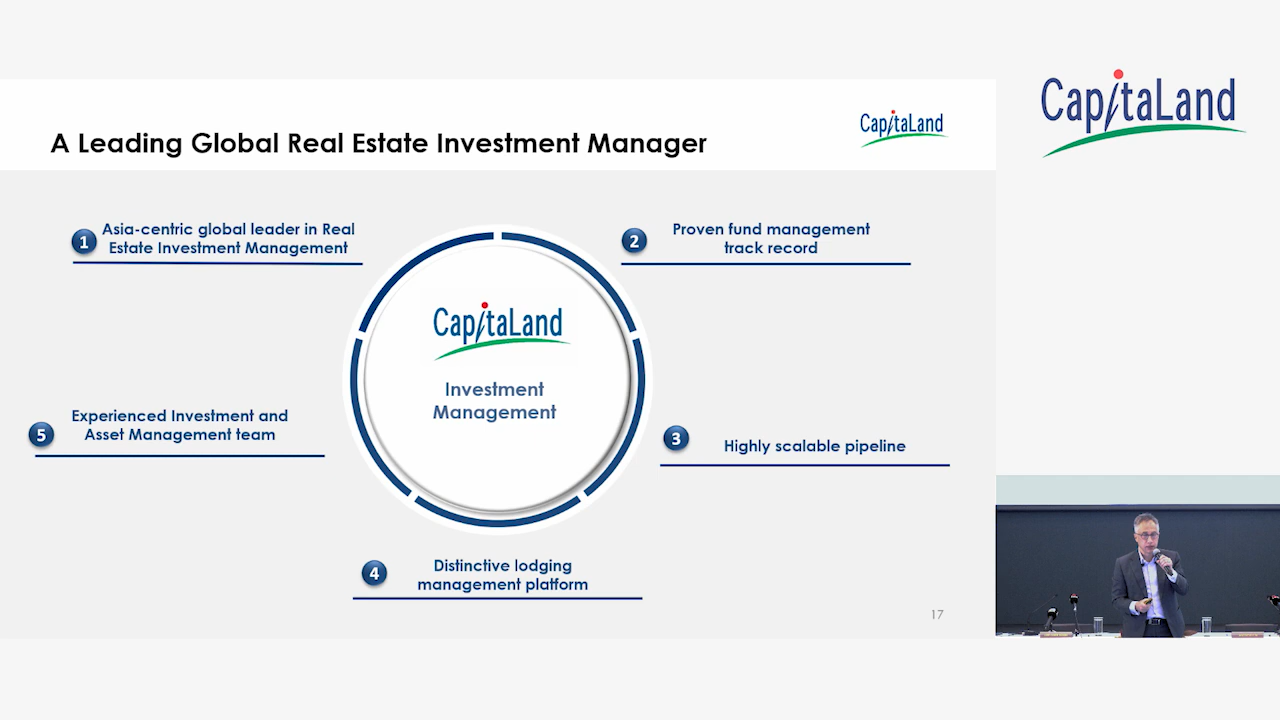 CapitaLand
A Leading Global Real Estate Investment Manager
CapitaLand
1
Asia-centric global leader in Real
Estate Investment Management
2
Proven fund management
track record
CapitaLand
Investment
Management
5
Experienced Investment and
Asset Management team
3
Highly scalable pipeline
4
Distinctive lodging
management platform
17